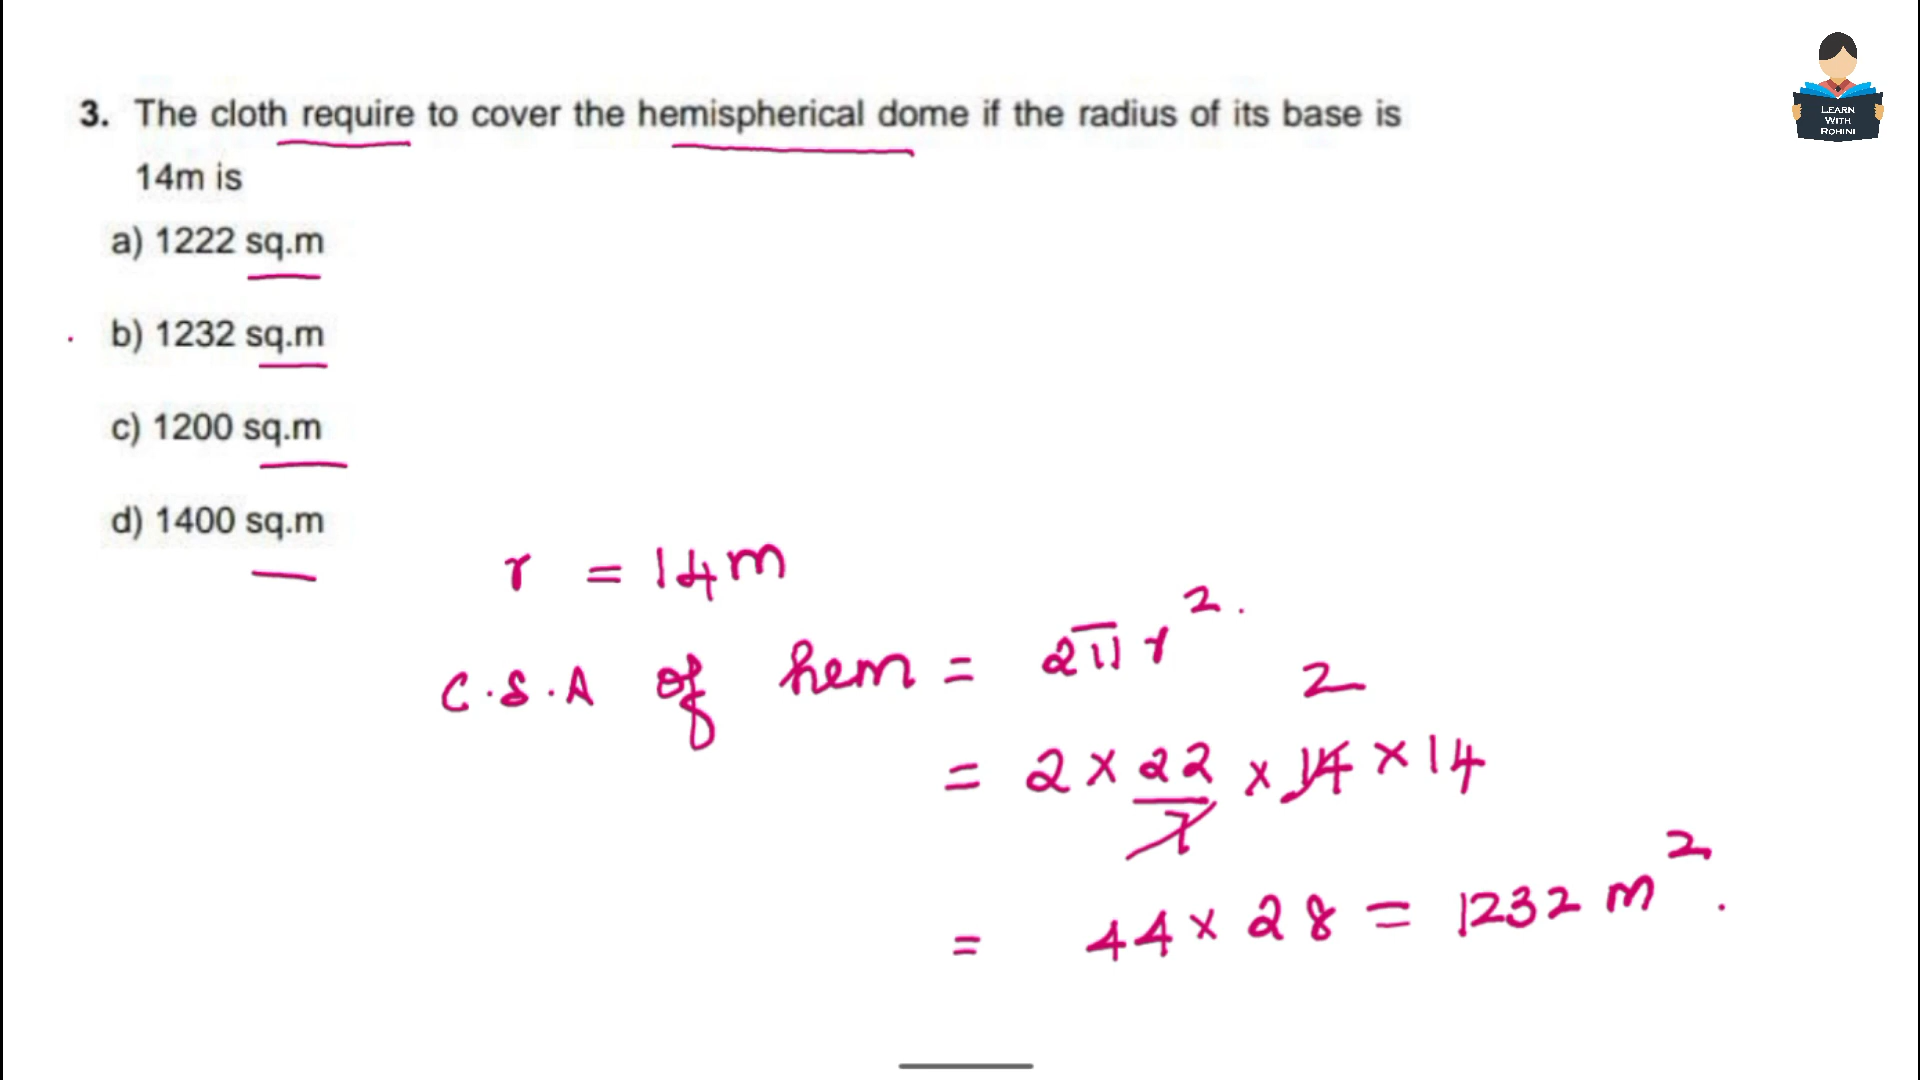 LEARN
WITH
ROHINI
3. The cloth require to cover the hemispherical dome if the radius of its base is
14m is
a) 1222 sq.m
b) 1232 sq.m
c) 1200 sq.m
d) 1400 sq.m
r = 14m
C.S.A of hem = 2πr².
2
= 2 × 22/7 × 14 × 14
= 44 × 28 = 1232 m².